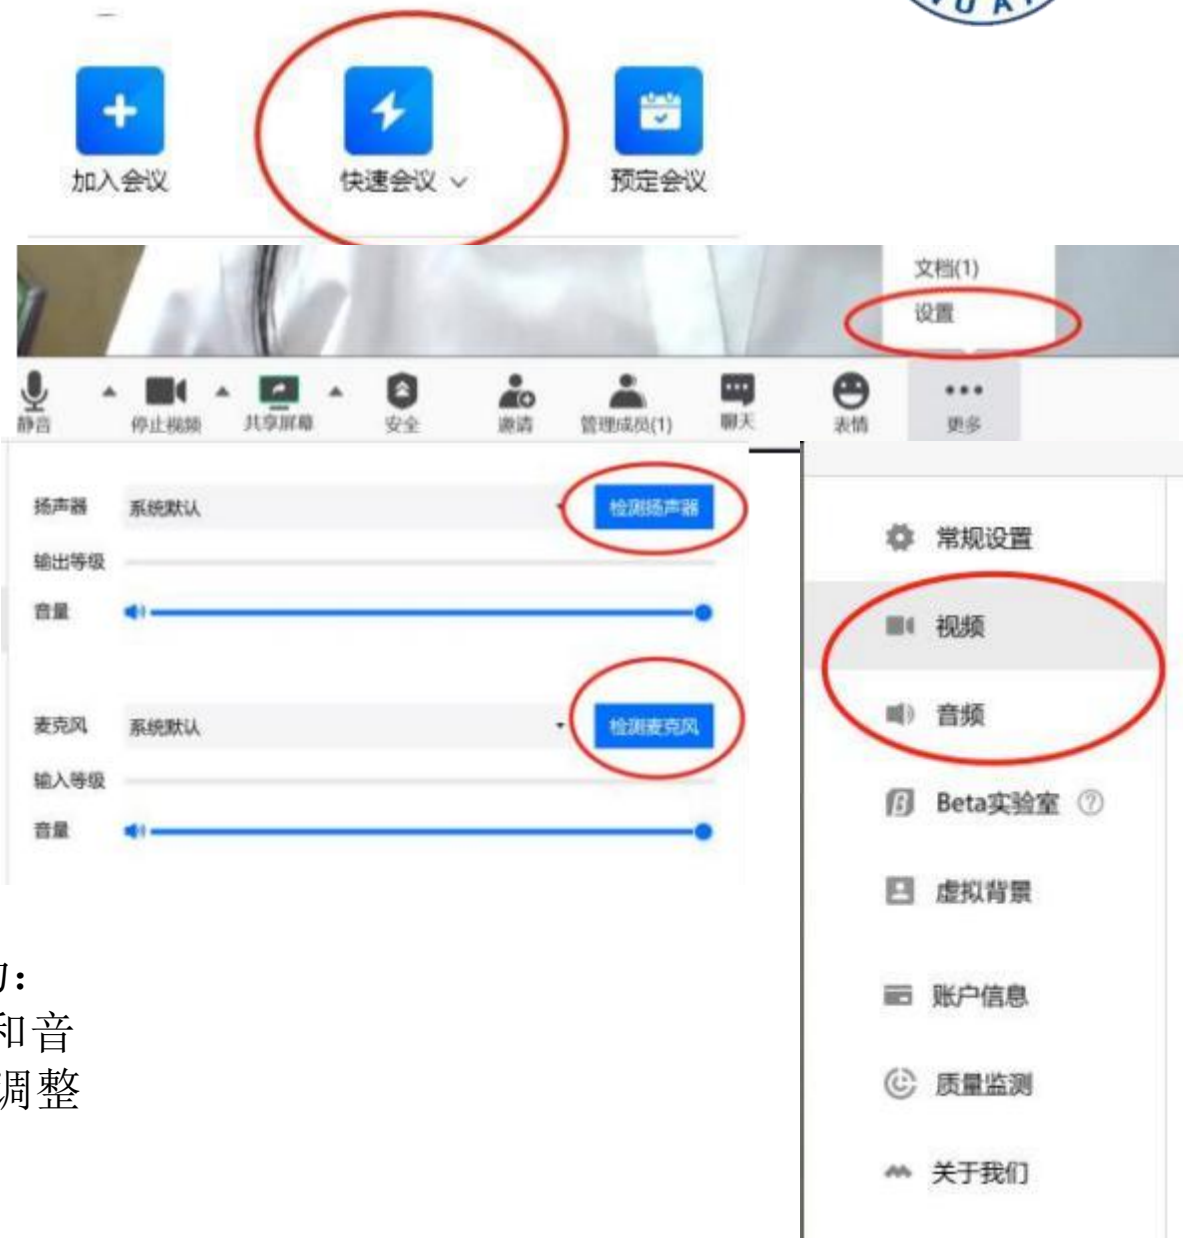 UA
加入会议
快速会议
预定会议
文档(1)
设置
静音
停止视频
共享屏幕
安全
邀请
管理成员(1)
聊天
表情
更多
扬声器 系统默认 检测扬声器
输出等级
音量
麦克风 系统默认 检测麦克风
输入等级
音量
常规设置
视频
音频
Beta实验室 ?
虚拟背景
账户信息
质量监测
关于我们
：
和音
调整